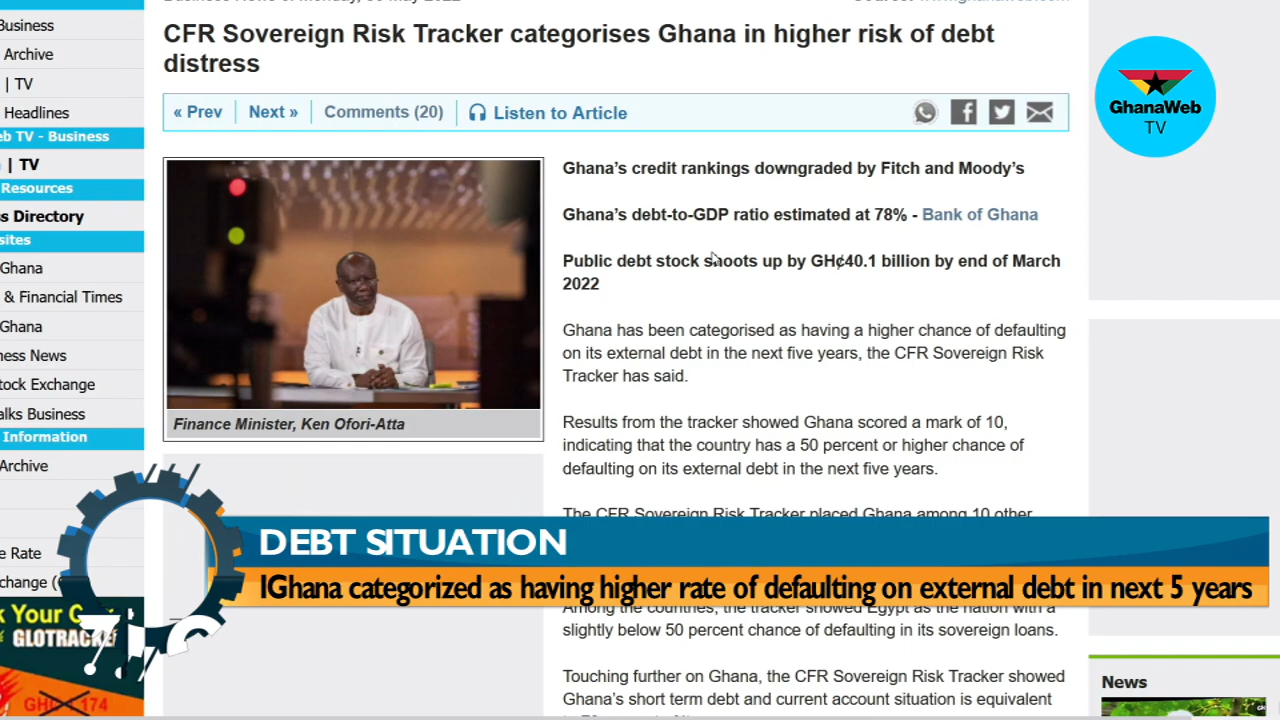 Business News of Monday, 30 May 2022
CFR Sovereign Risk Tracker categorises Ghana in higher risk of debt
distress
« Prev
Next »
Comments (20)
Listen to Article
Ghana's credit rankings downgraded by Fitch and Moody's
Ghana's debt-to-GDP ratio estimated at 78% - Bank of Ghana
Public debt stock shoots up by GH¢40.1 billion by end of March
2022
Ghana has been categorised as having a higher chance of defaulting
on its external debt in the next five years, the CFR Sovereign Risk
Tracker has said.
Results from the tracker showed Ghana scored a mark of 10,
indicating that the country has a 50 percent or higher chance of
defaulting on its external debt in the next five years.
The CFR Sovereign Risk Tracker placed Ghana among 10 other
Among the countries, the tracker showed Egypt as the nation with a
slightly below 50 percent chance of defaulting in its sovereign loans.
Touching further on Ghana, the CFR Sovereign Risk Tracker showed
Ghana's short term debt and current account situation is equivalent
Finance Minister, Ken Ofori-Atta
DEBT SITUATION
IGhana categorized as having higher rate of defaulting on external debt in next 5 years
GhanaWeb
TV
News
Business
Archive
| TV
Headlines
eb TV - Business
| TV
Resources
ss Directory
sites
Ghana
& Financial Times
Ghana
ness News
tock Exchange
alks Business
Information
Archive
e Rate
change (
GLOTRACKE
174